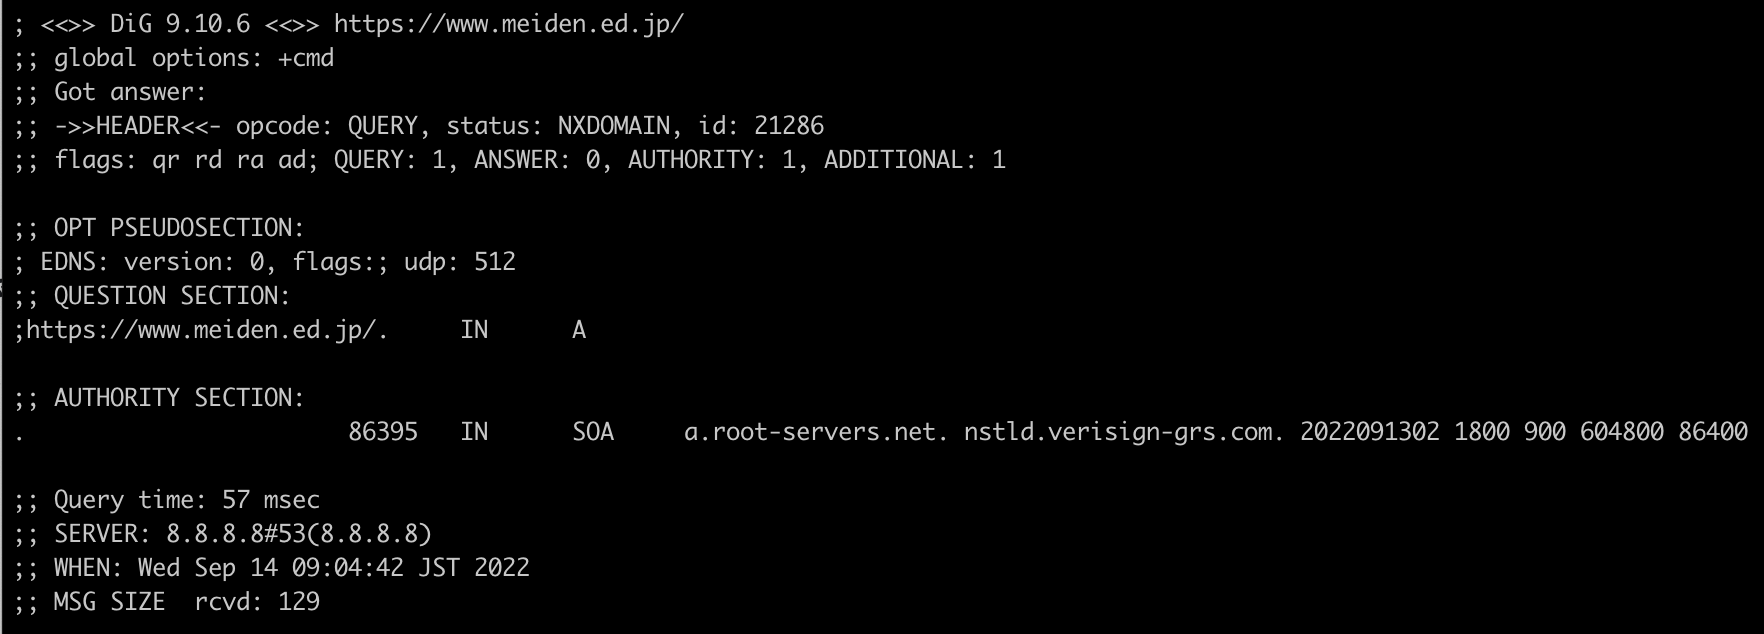 ; <<>> DiG 9.10.6 <<>> https://www.meiden.ed.jp/
;; global options: +cmd
;; Got answer:
;; ->>HEADER<<- opcode: QUERY, status: NXDOMAIN, id: 21286
;; flags: qr rd ra ad; QUERY: 1, ANSWER: 0, AUTHORITY: 1, ADDITIONAL: 1

;; OPT PSEUDOSECTION:
; EDNS: version: 0, flags:; udp: 512
;; QUESTION SECTION:
;https://www.meiden.ed.jp/. IN A

;; AUTHORITY SECTION:
. 86395 IN SOA a.root-servers.net. nstld.verisign-grs.com. 2022091302 1800 900 604800 86400

;; Query time: 57 msec
;; SERVER: 8.8.8.8#53(8.8.8.8)
;; WHEN: Wed Sep 14 09:04:42 JST 2022
;; MSG SIZE  rcvd: 129